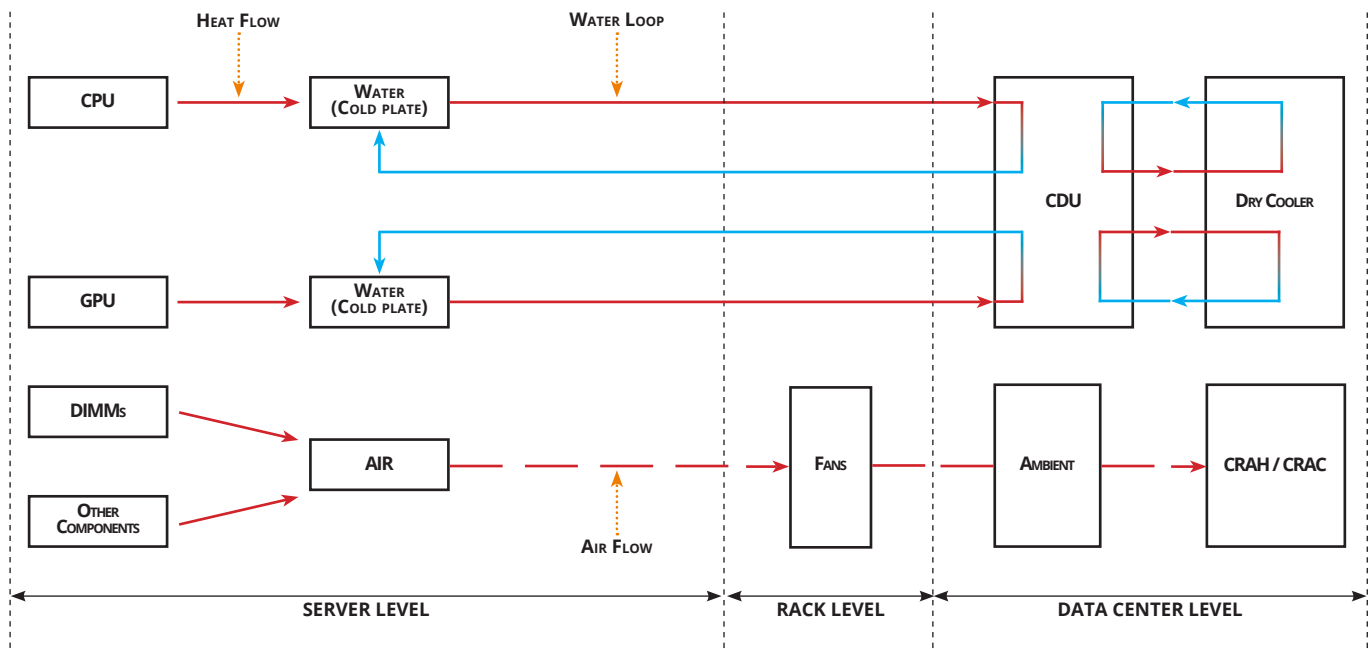 Heat Flow
Water Loop
CPU
Water
(Cold plate)
CDU
Dry Cooler
GPU
Water
(Cold plate)
DIMMs
AIR
Fans
Ambient
CRAH / CRAC
Other
Components
Air Flow
SERVER LEVEL
RACK LEVEL
DATA CENTER LEVEL